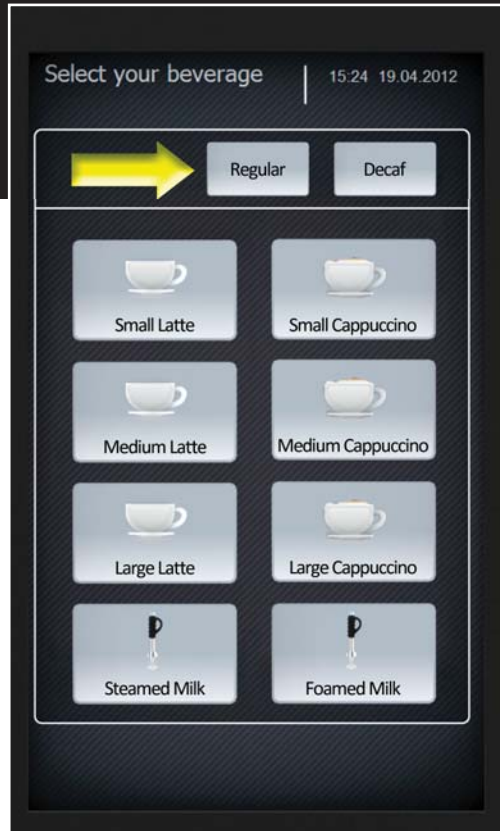 Select your beverage 15:24 19.04.2012
Regular Decaf
Small Latte Small Cappuccino
Medium Latte Medium Cappuccino
Large Latte Large Cappuccino
Steamed Milk Foamed Milk